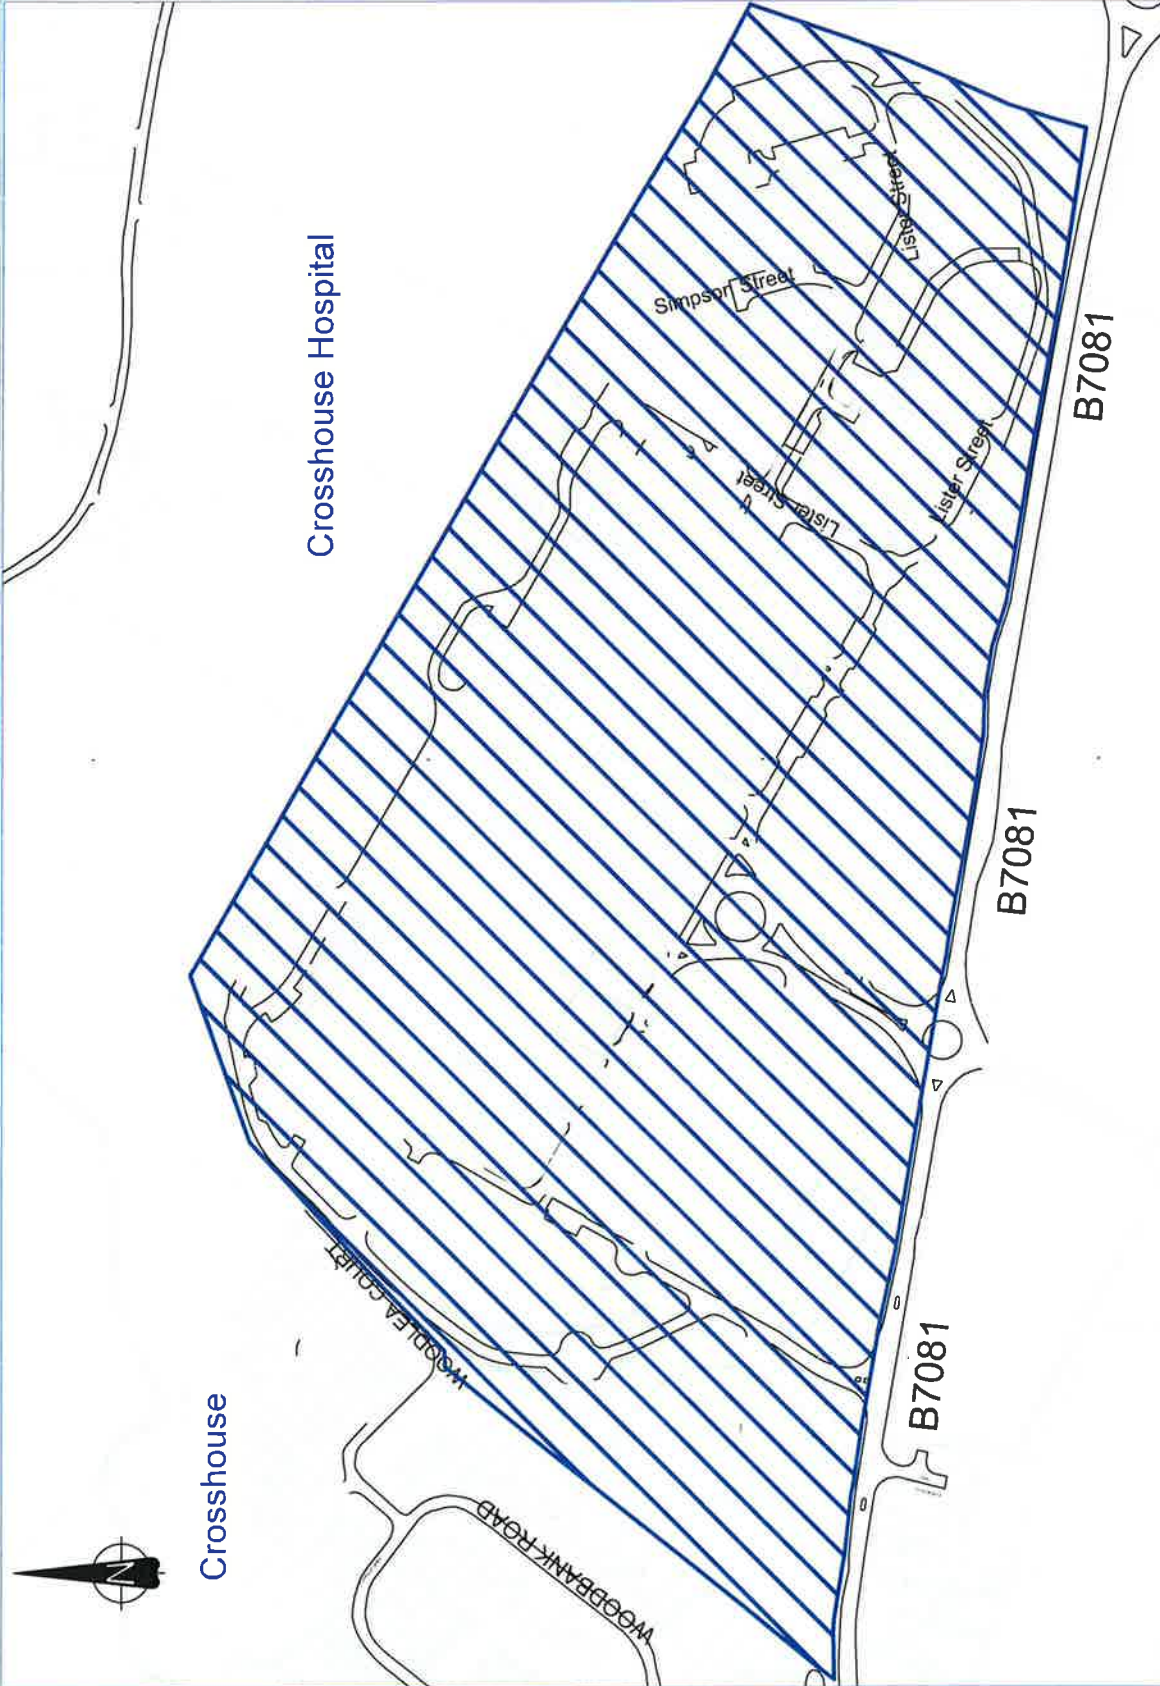 Crosshouse Hospital
Crosshouse
Simpson Street
Lister Street
Lister Street
Lister Street
B7081
B7081
B7081
WOODLEA COURT
WOODBANK ROAD
N